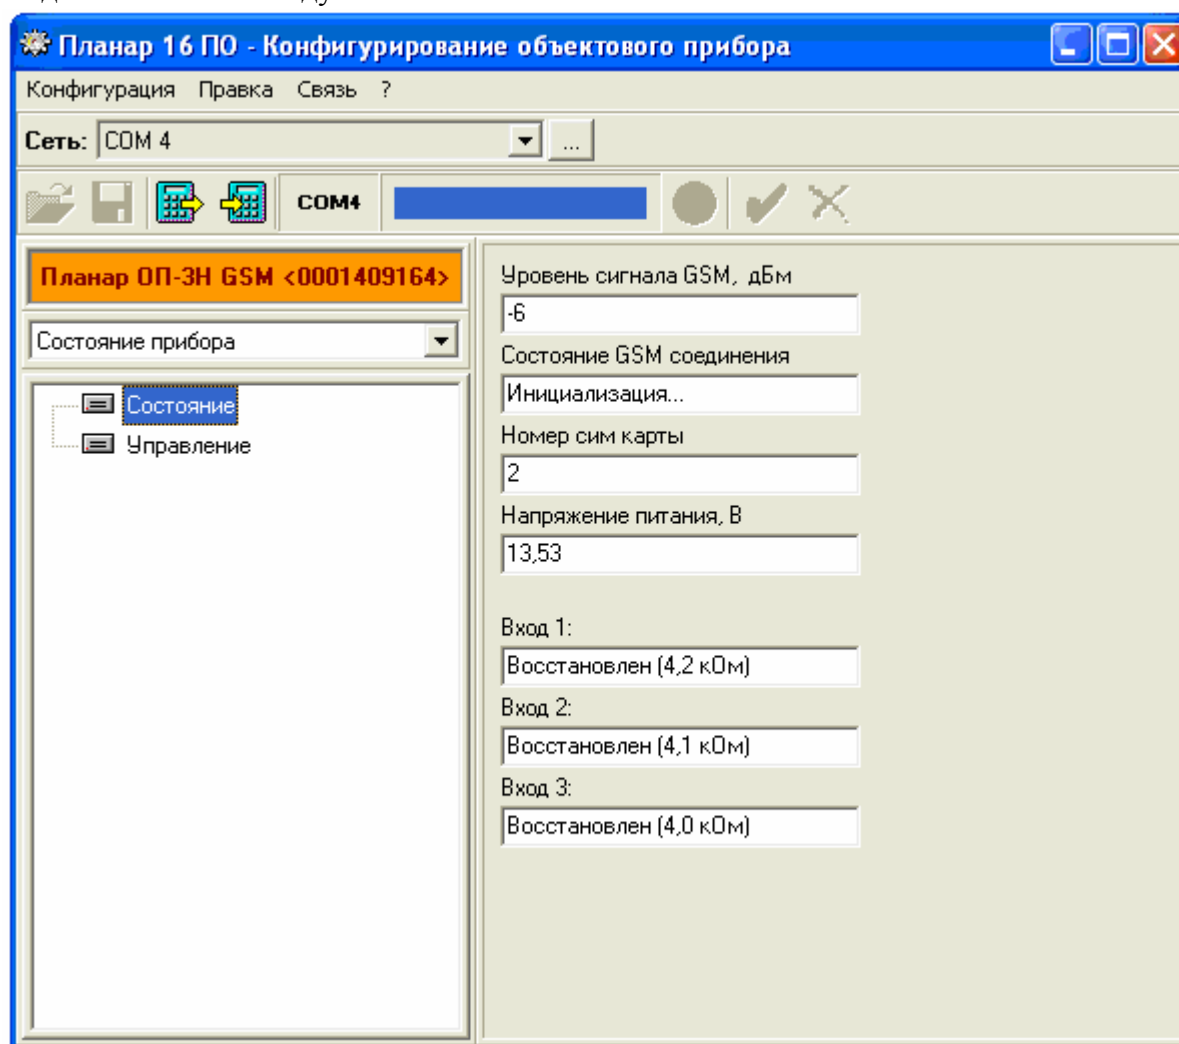 Планар 16 ПО - Конфигурирование объектового прибора
Конфигурация Правка Связь ?
Сеть: COM 4 ...
COM4
Планар ОП-3Н GSM <0001409164>
Состояние прибора
Состояние
Управление
Уровень сигнала GSM, дБм
-6
Состояние GSM соединения
Инициализация...
Номер сим карты
2
Напряжение питания, В
13,53
Вход 1:
Восстановлен (4,2 кОм)
Вход 2:
Восстановлен (4,1 кОм)
Вход 3:
Восстановлен (4,0 кОм)